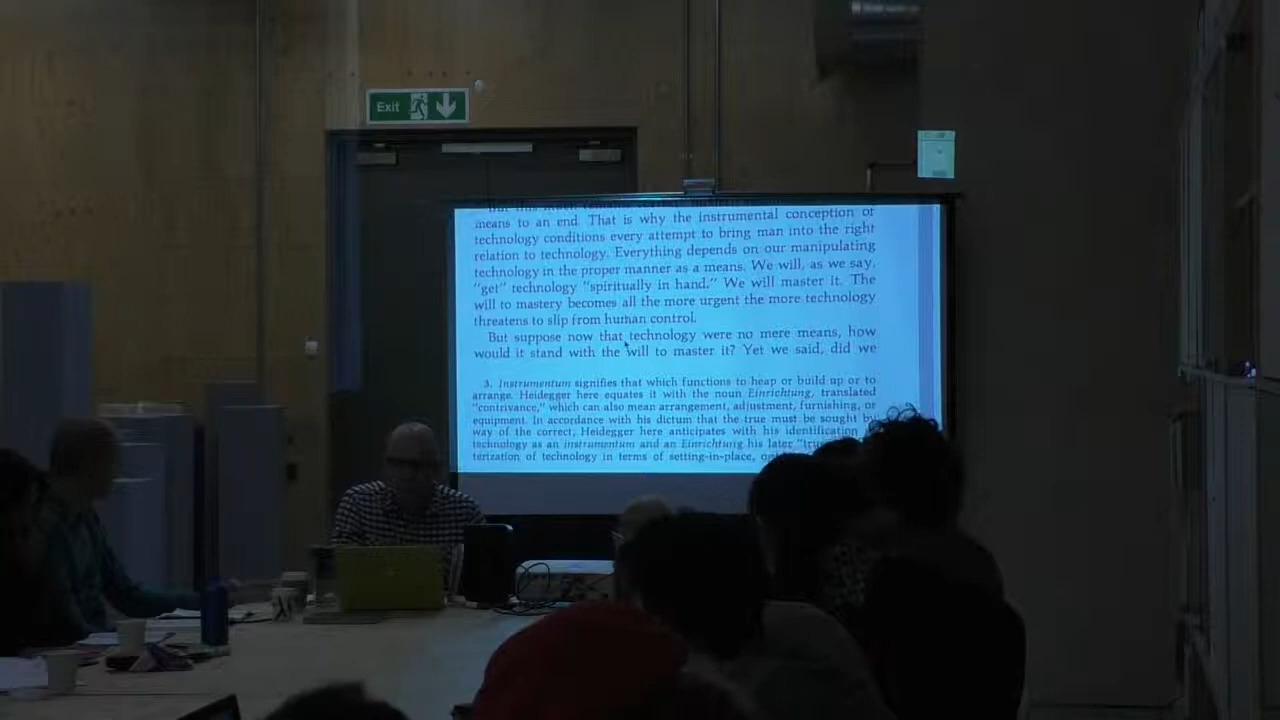 Exit
means to an end. That is why the instrumental conception of
technology conditions every attempt to bring man into the right
relation to technology. Everything depends on our manipulating
technology in the proper manner as a means. We will, as we say,
"get" technology "spiritually in hand." We will master it. The
will to mastery becomes all the more urgent the more technology
threatens to slip from human control.
But suppose now that technology were no mere means, how
would it stand with the will to master it? Yet we said, did we
3. Instrumentum signifies that which functions to heap or build up or to
arrange. Heidegger here equates it with the noun Einrichtung, translated
"contrivance," which can also mean arrangement, adjustment, furnishing, or
equipment. In accordance with his dictum that the true must be sought by
way of the correct, Heidegger here anticipates with his identification
technology as an instrumentum and an Einrichtung his later
terization of technology in terms of setting-in-place,